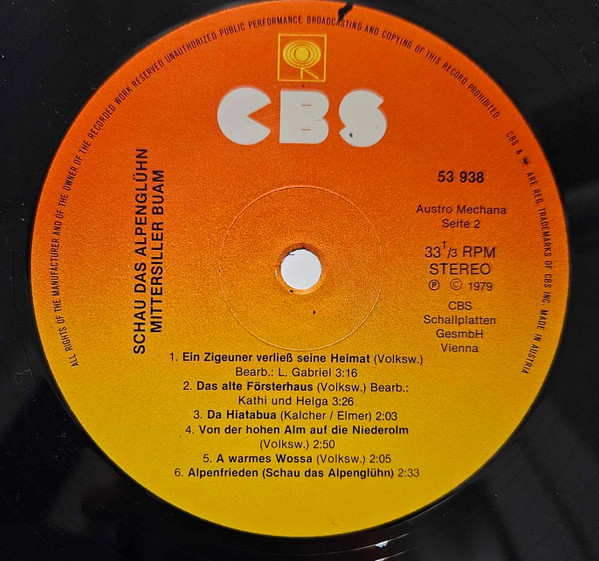 ALL RIGHTS OF THE MANUFACTURER AND OF THE OWNER OF THE RECORDED WORK RESERVED UNAUTHORIZED PUBLIC PERFORMANCE BROADCASTING AND COPYING OF THIS RECORD PROHIBITED. CBS & ARE REG. TRADEMARKS OF CBS INC. MADE IN AUSTRIA
CBS
SCHAU DAS ALPENGLÜHN
MITTERSILLER BUAM
53 938
Austro Mechana
Seite 2
33 1/3 RPM
STEREO
Ⓟ © 1979
CBS
Schallplatten
GesmbH
Vienna
1. Ein Zigeuner verließ seine Heimat (Volksw.)
Bearb.: L. Gabriel 3:16
2. Das alte Försterhaus (Volksw.) Bearb.:
Kathi und Helga 3:26
3. Da Hiatabua (Kalcher / Elmer) 2:03
4. Von der hohen Alm auf die Niederolm
(Volksw.) 2:50
5. A warmes Wossa (Volksw.) 2:05
6. Alpenfrieden (Schau das Alpenglühn) 2:33